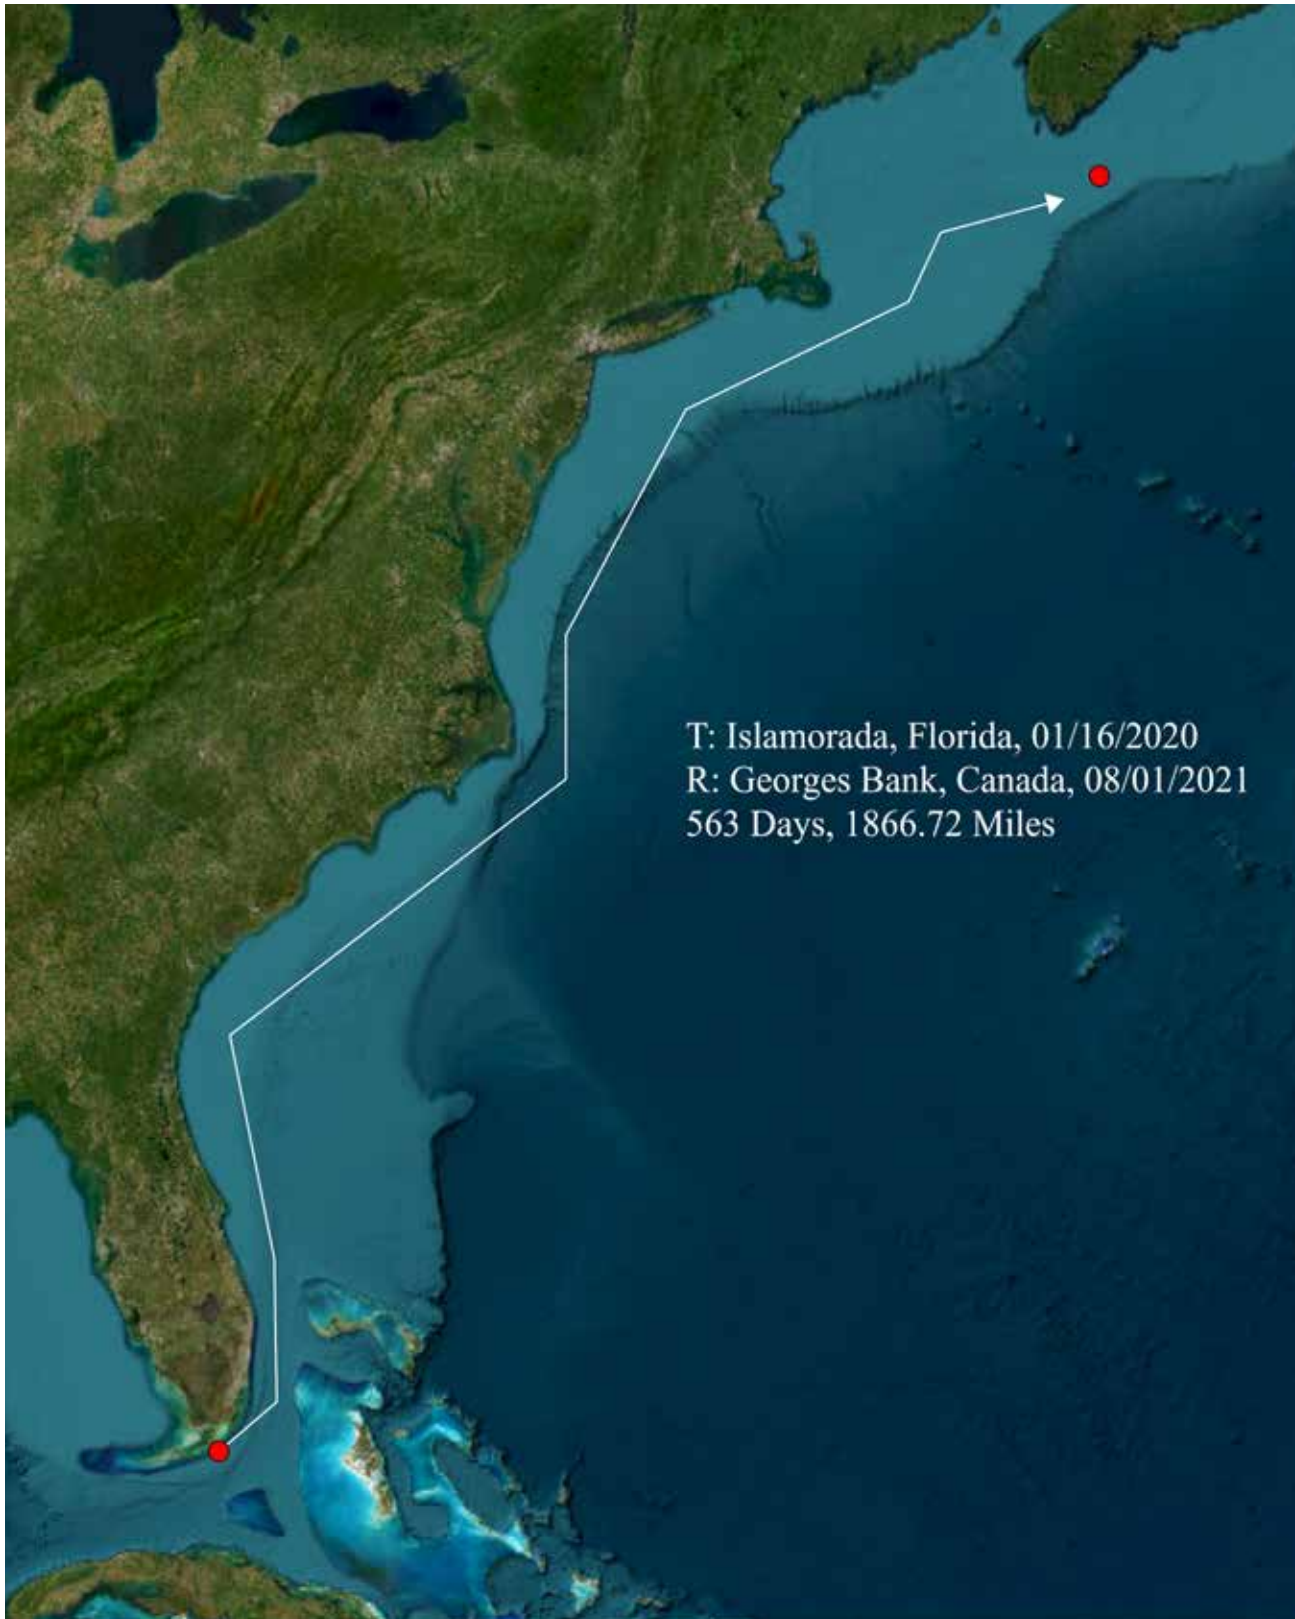 T: Islamorada, Florida, 01/16/2020
R: Georges Bank, Canada, 08/01/2021
563 Days, 1866.72 Miles